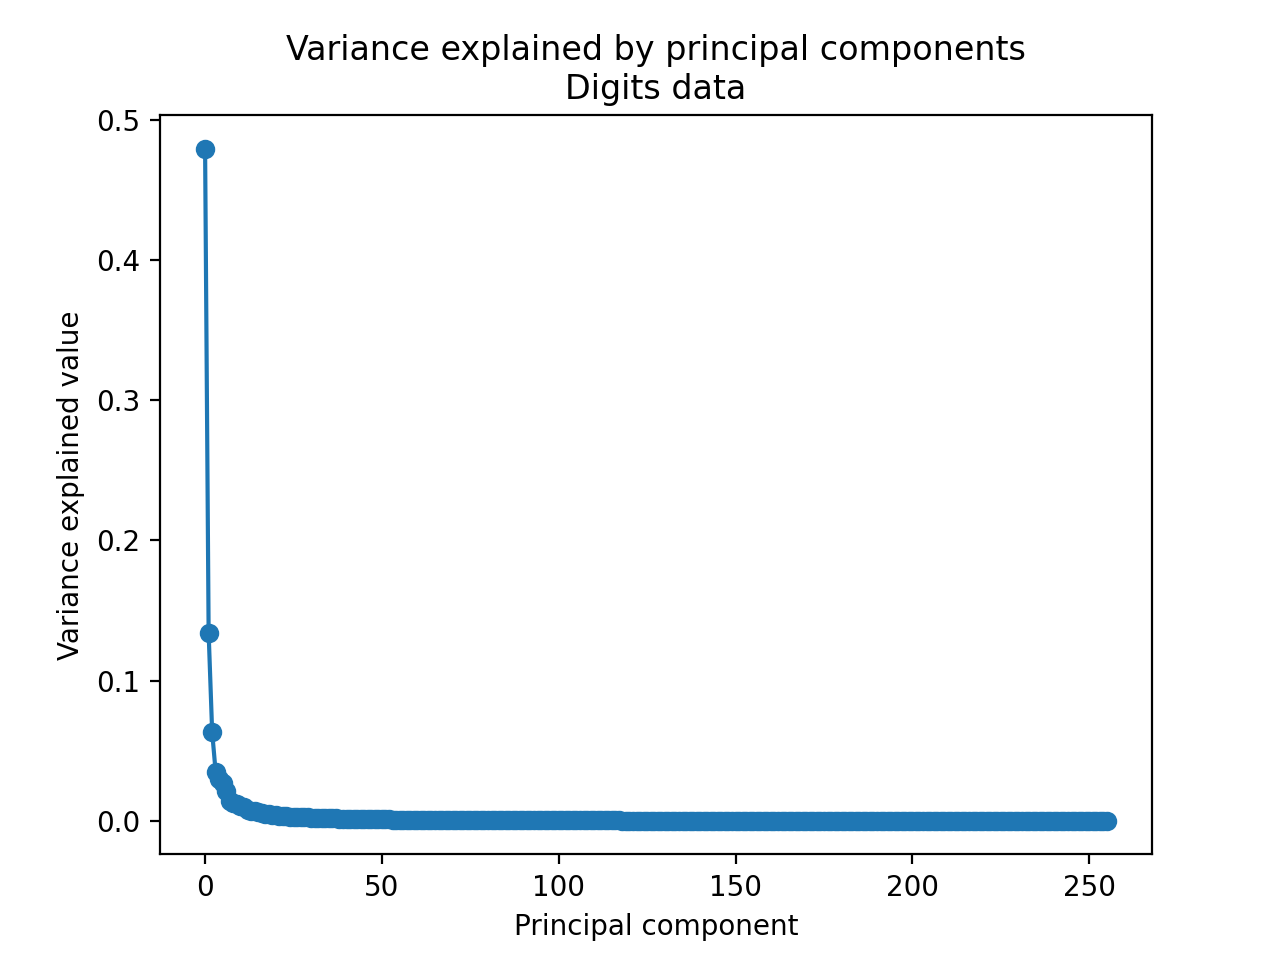 Variance explained by principal components
Digits data
0.5
0.4
0.3
0.2
0.1
0.0
Variance explained value
0 50 100 150 200 250
Principal component